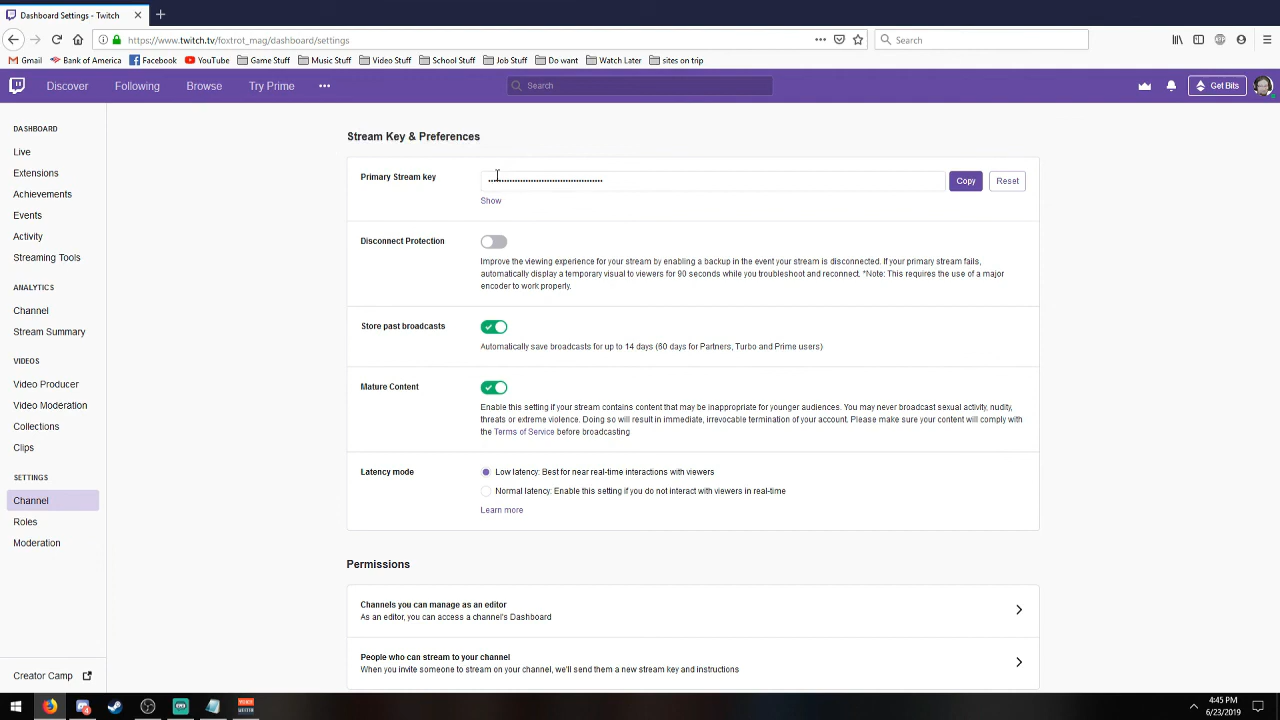 Dashboard Settings - Twitch
https://www.twitch.tv/foxtrot_mag/dashboard/settings
Search
Gmail Bank of America Facebook YouTube Game Stuff Music Stuff Video Stuff School Stuff Job Stuff Do want Watch Later sites on trip
Discover Following Browse Try Prime ••• Search Get Bits
DASHBOARD
Live
Extensions
Achievements
Events
Activity
Streaming Tools
ANALYTICS
Channel
Stream Summary
VIDEOS
Video Producer
Video Moderation
Collections
Clips
SETTINGS
Channel
Roles
Moderation
Creator Camp
Stream Key & Preferences
Primary Stream key
Copy Reset
Show
Disconnect Protection
Improve the viewing experience for your stream by enabling a backup in the event your stream is disconnected. If your primary stream fails,
automatically display a temporary visual to viewers for 90 seconds while you troubleshoot and reconnect. *Note: This requires the use of a major
encoder to work properly.
Store past broadcasts
Automatically save broadcasts for up to 14 days (60 days for Partners, Turbo and Prime users)
Mature Content
Enable this setting if your stream contains content that may be inappropriate for younger audiences. You may never broadcast sexual activity, nudity,
threats or extreme violence. Doing so will result in immediate, irrevocable termination of your account. Please make sure your content will comply with
the Terms of Service before broadcasting
Latency mode
Low latency: Best for near real-time interactions with viewers
Normal latency: Enable this setting if you do not interact with viewers in real-time
Learn more
Permissions
Channels you can manage as an editor
As an editor, you can access a channel's Dashboard
People who can stream to your channel
When you invite someone to stream on your channel, we'll send them a new stream key and instructions
4:45 PM
6/23/2019